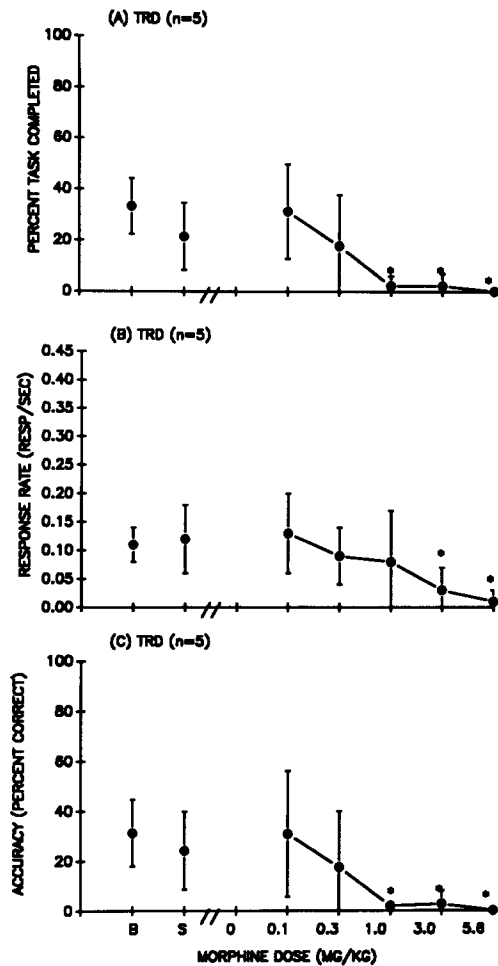 (A) TRD (n=5)
PERCENT TASK COMPLETED
100
80
60
40
20
0
* * *
(B) TRD (n=5)
RESPONSE RATE (RESP/SEC)
0.45
0.40
0.35
0.30
0.25
0.20
0.15
0.10
0.05
0.00
* *
(C) TRD (n=5)
ACCURACY (PERCENT CORRECT)
100
80
60
40
20
0
* * *
B S 0 0.1 0.3 1.0 3.0 5.6
MORPHINE DOSE (MG/KG)